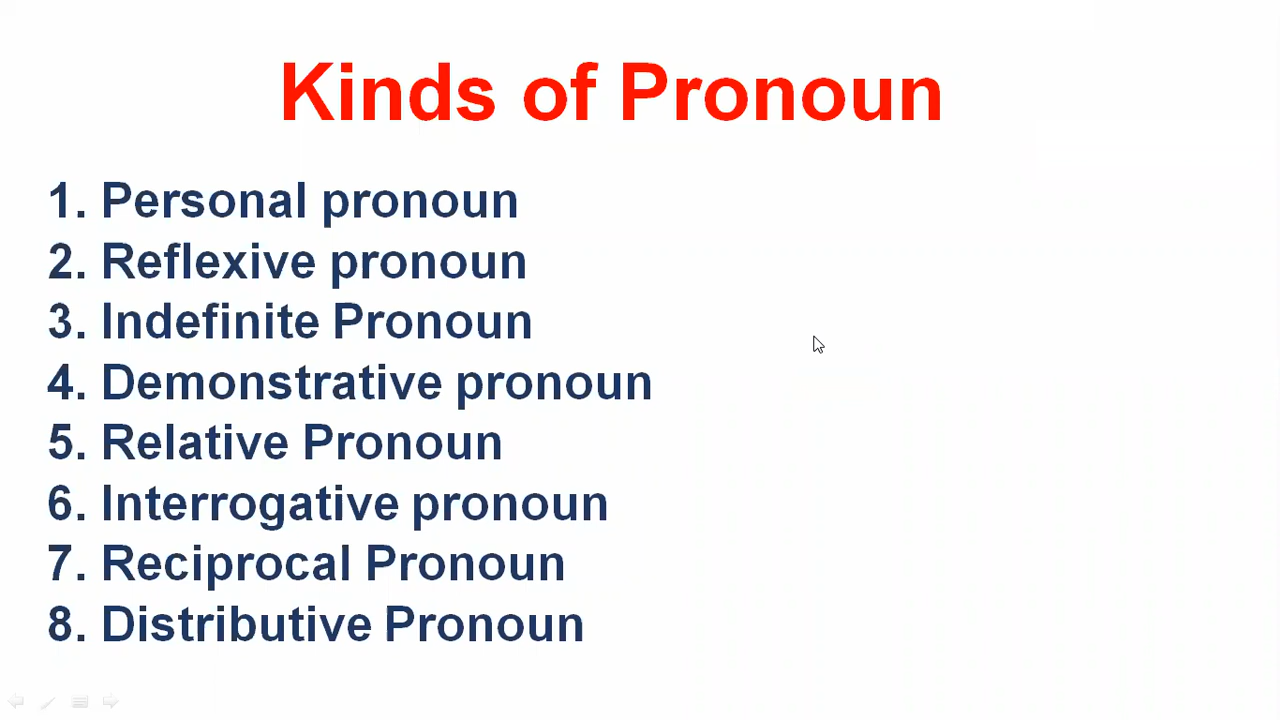 Kinds of Pronoun
1. Personal pronoun
2. Reflexive pronoun
3. Indefinite Pronoun
4. Demonstrative pronoun
5. Relative Pronoun
6. Interrogative pronoun
7. Reciprocal Pronoun
8. Distributive Pronoun